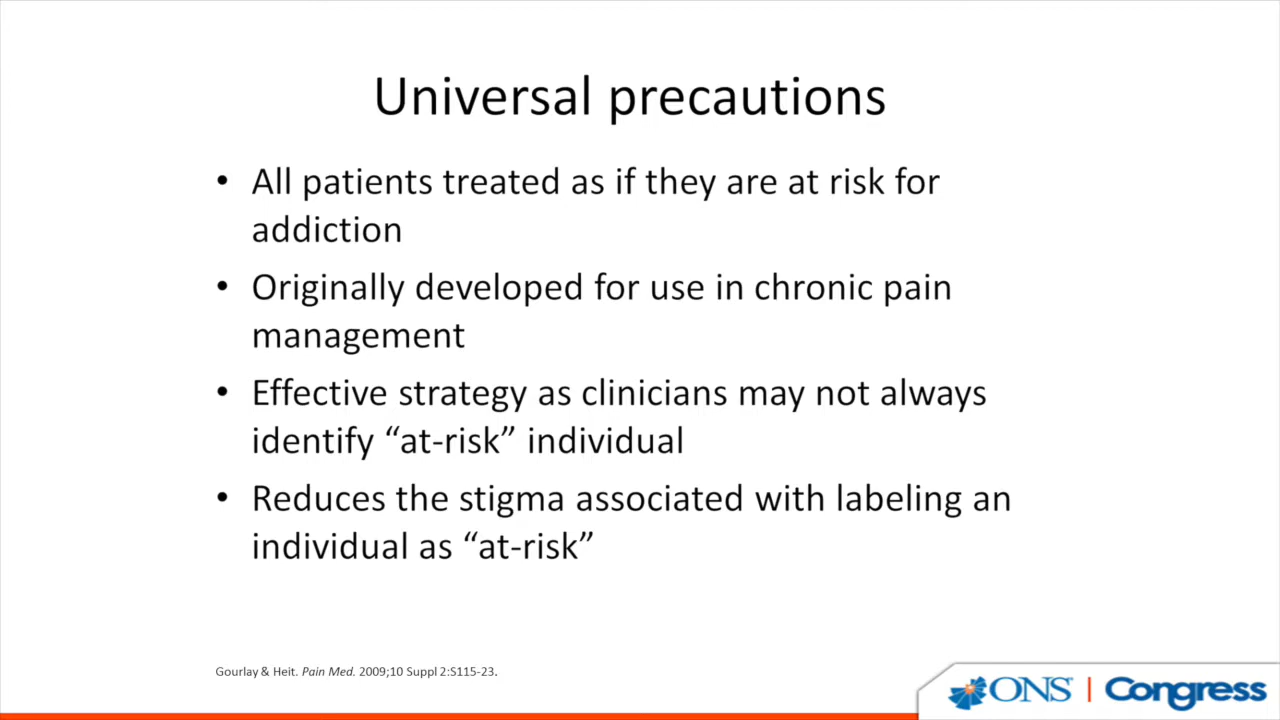 Universal precautions
• All patients treated as if they are at risk for
addiction
• Originally developed for use in chronic pain
management
• Effective strategy as clinicians may not always
identify “at-risk” individual
• Reduces the stigma associated with labeling an
individual as “at-risk”
Gourlay & Heit. Pain Med. 2009;10 Suppl 2:S115-23.
ONS | Congress